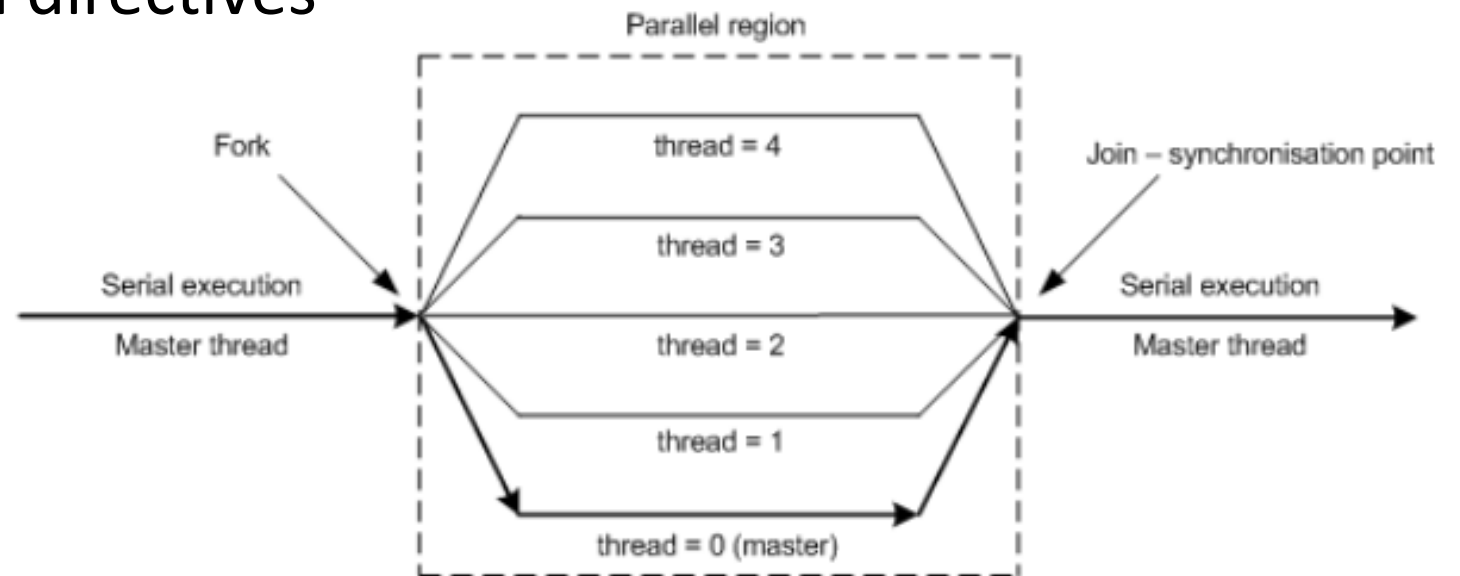 directives
Parallel region
Fork
thread = 4
Join – synchronisation point
thread = 3
Serial execution
Serial execution
Master thread
thread = 2
Master thread
thread = 1
thread = 0 (master)